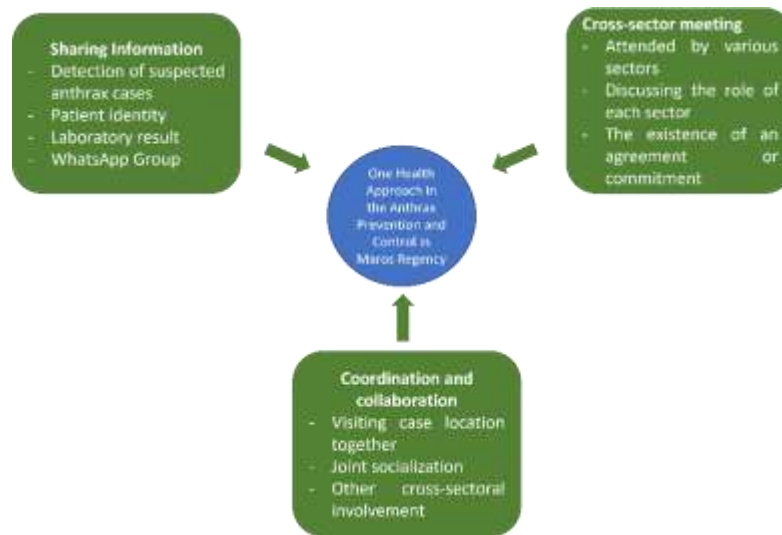 Sharing Information
- Detection of suspected
anthrax cases
- Patient identity
- Laboratory result
- WhatsApp Group
Cross-sector meeting
- Attended by various
sectors
- Discussing the role of
each sector
- The existence of an
agreement or
commitment
One Health
Approach in
the Anthrax
Prevention and
Control in
Maros Regency
Coordination and
collaboration
- Visiting case location
together
- Joint socialization
- Other cross-sectoral
involvement